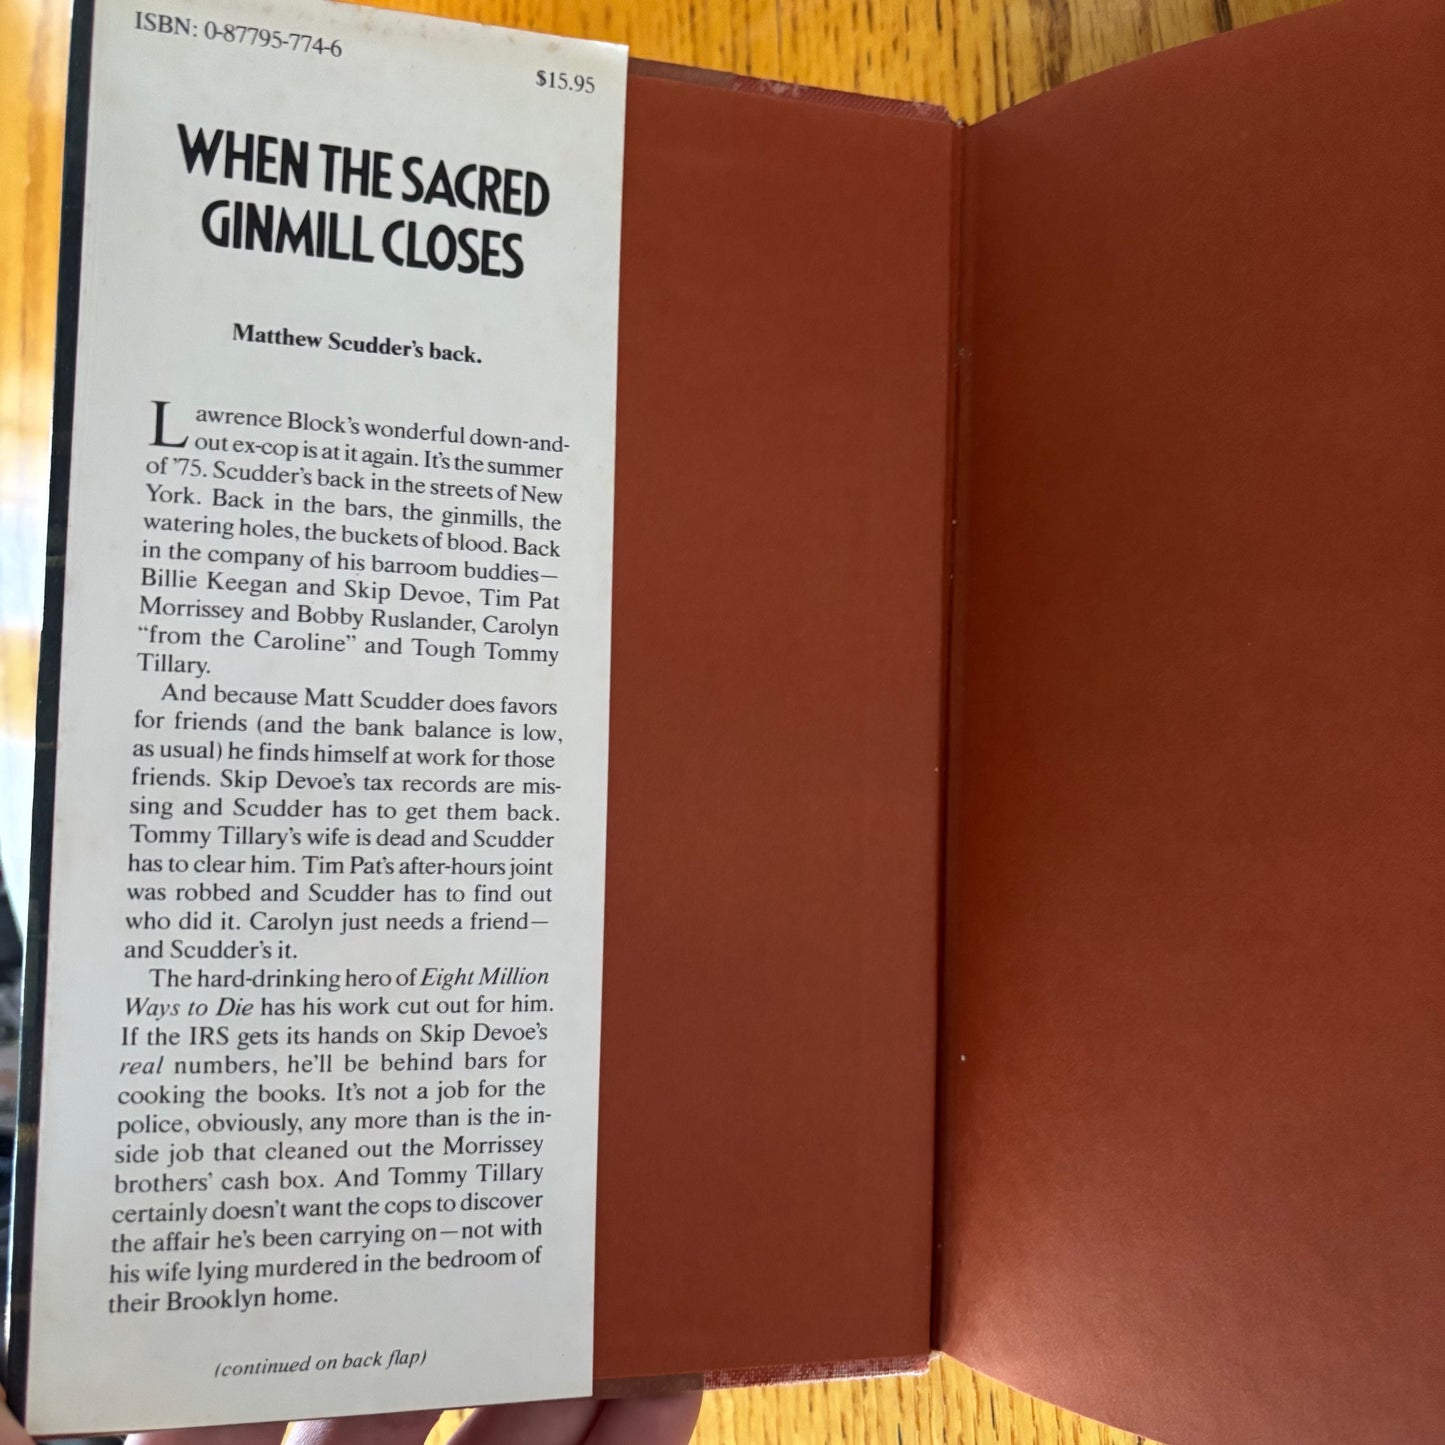 ISBN: 0-87795-774-6
$15.95
WHEN THE SACRED
GINMILL CLOSES
Matthew Scudder's back.
Lawrence Block's wonderful down-and-
out ex-cop is at it again. It's the summer
of '75. Scudder's back in the streets of New
York. Back in the bars, the ginmills, the
watering holes, the buckets of blood. Back
in the company of his barroom buddies—
Billie Keegan and Skip Devoe, Tim Pat
Morrissey and Bobby Ruslander, Carolyn
“from the Caroline” and Tough Tommy
Tillary.
And because Matt Scudder does favors
for friends (and the bank balance is low,
as usual) he finds himself at work for those
friends. Skip Devoe's tax records are mis-
sing and Scudder has to get them back.
Tommy Tillary's wife is dead and Scudder
has to clear him. Tim Pat's after-hours joint
was robbed and Scudder has to find out
who did it. Carolyn just needs a friend—
and Scudder's it.
The hard-drinking hero of Eight Million
Ways to Die has his work cut out for him.
If the IRS gets its hands on Skip Devoe's
real numbers, he'll be behind bars for
cooking the books. It's not a job for the
police, obviously, any more than is the in-
side job that cleaned out the Morrissey
brothers' cash box. And Tommy Tillary
certainly doesn't want the cops to discover
the affair he's been carrying on—not with
his wife lying murdered in the bedroom of
their Brooklyn home.
(continued on back flap)